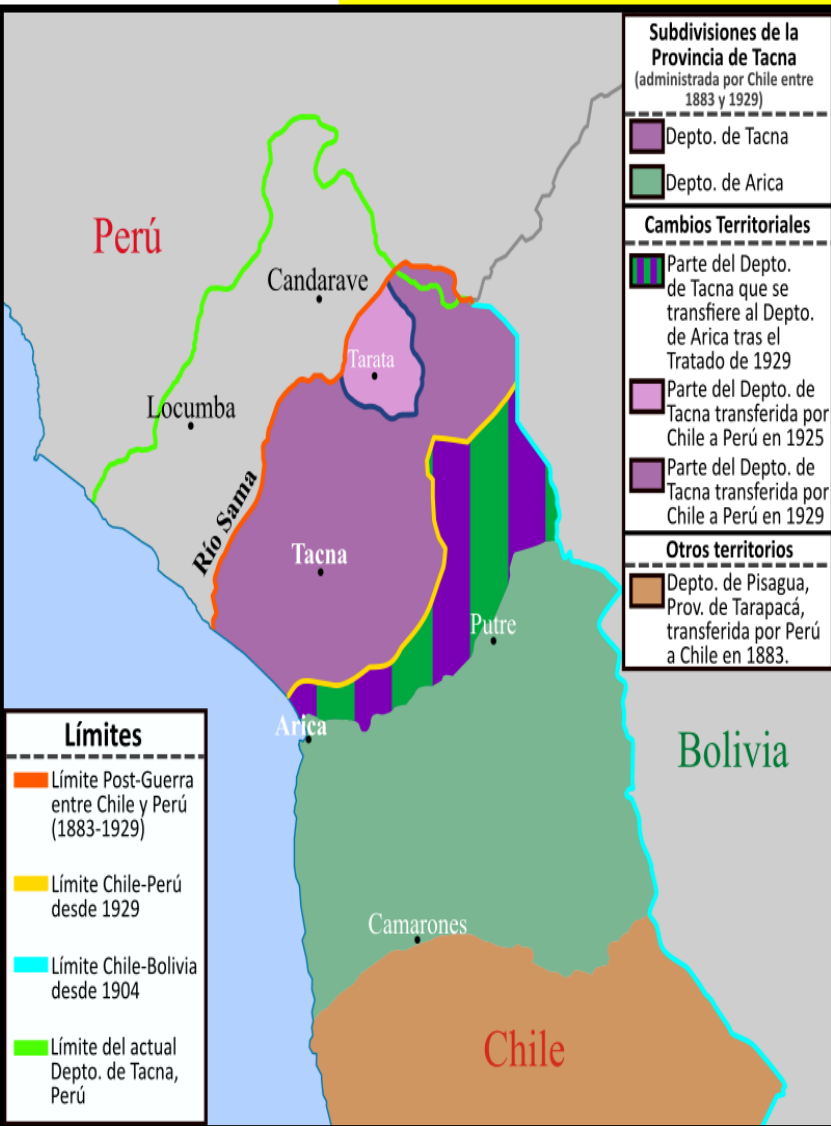 Subdivisiones de la
Provincia de Tacna
(administrada por Chile entre
1883 y 1929)
Depto. de Tacna
Depto. de Arica
Cambios Territoriales
Parte del Depto.
de Tacna que se
transfiere al Depto.
de Arica tras el
Tratado de 1929
Parte del Depto. de
Tacna transferida por
Chile a Perú en 1925
Parte del Depto. de
Tacna transferida por
Chile a Perú en 1929
Otros territorios
Depto. de Pisagua,
Prov. de Tarapacá,
transferida por Perú
a Chile en 1883.
Perú
Candarave
Tarata
Locumba
Río Sama
Tacna
Putre
Arica
Bolivia
Camarones
Chile
Límites
Límite Post-Guerra
entre Chile y Perú
(1883-1929)
Límite Chile-Perú
desde 1929
Límite Chile-Bolivia
desde 1904
Límite del actual
Depto. de Tacna,
Perú